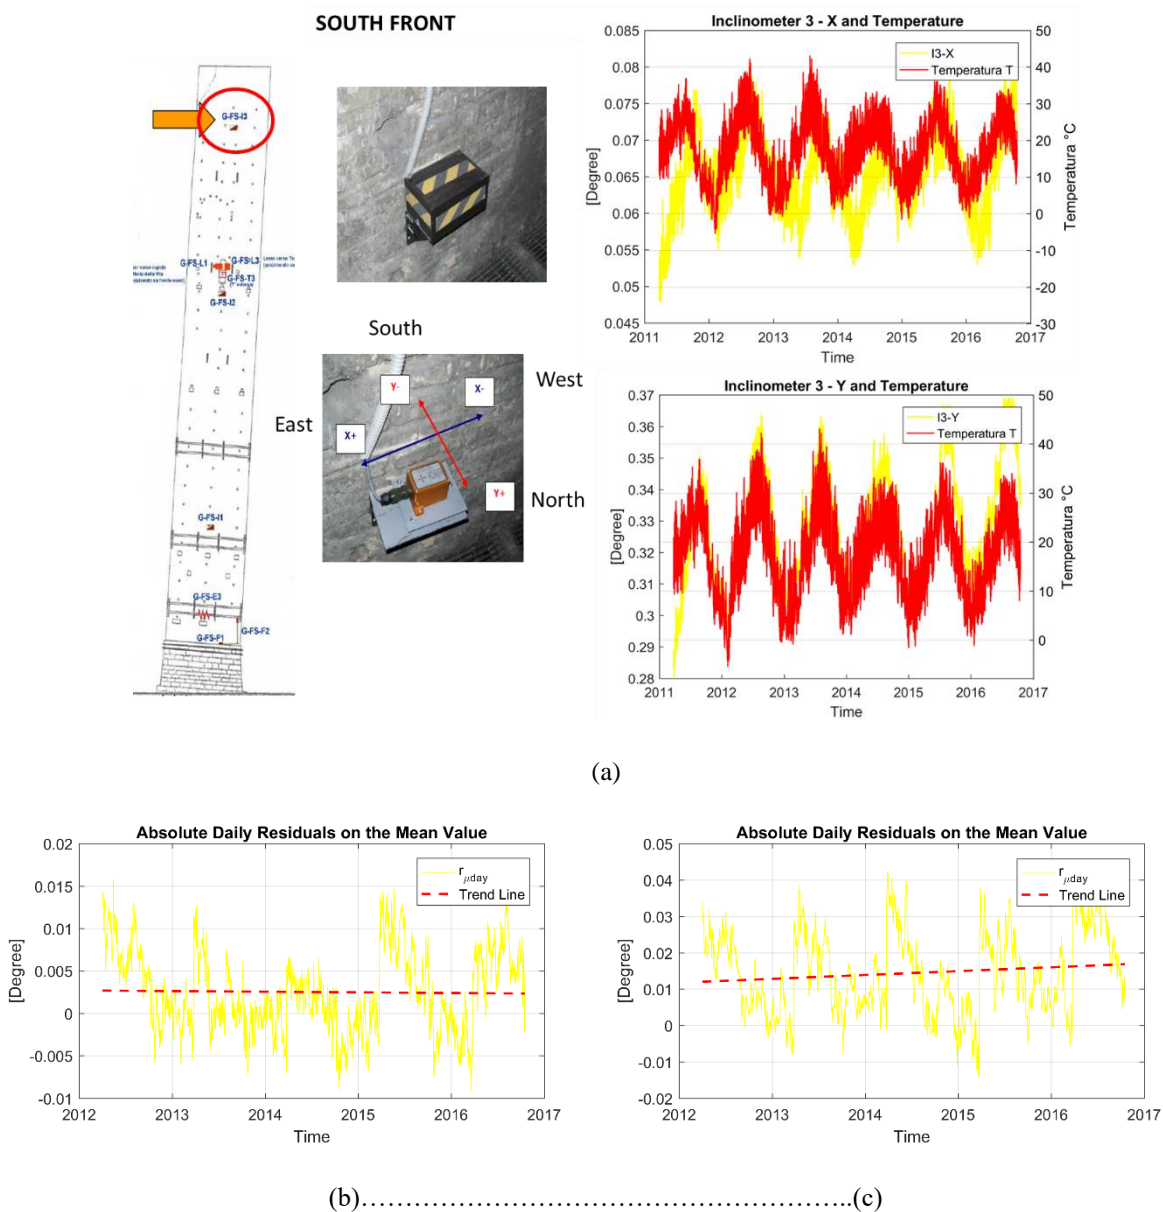 SOUTH FRONT
G-FS-I3
G-FS-L1
G-FS-L3
G-FS-T3
G-FS-I2
G-FS-I1
G-FS-E3
G-FS-F1
G-FS-F2
South
West
East
North
Y-
X-
X+
Y+
Inclinometer 3 - X and Temperature
I3-X
Temperatura T
0.085
0.08
0.075
0.07
0.065
0.06
0.055
0.05
0.045
[Degree]
50
40
30
20
10
0
-10
-20
-30
Temperatura °C
2011 2012 2013 2014 2015 2016 2017
Time
Inclinometer 3 - Y and Temperature
I3-Y
Temperatura T
0.37
0.36
0.35
0.34
0.33
0.32
0.31
0.3
0.29
0.28
[Degree]
50
40
30
20
10
0
Temperatura °C
2011 2012 2013 2014 2015 2016 2017
Time
(a)
Absolute Daily Residuals on the Mean Value
rμday
Trend Line
0.02
0.015
0.01
0.005
0
-0.005
-0.01
[Degree]
2012 2013 2014 2015 2016 2017
Time
Absolute Daily Residuals on the Mean Value
rμday
Trend Line
0.05
0.04
0.03
0.02
0.01
0
-0.01
-0.02
[Degree]
2012 2013 2014 2015 2016 2017
Time
(b)…………………………………………………..(c)